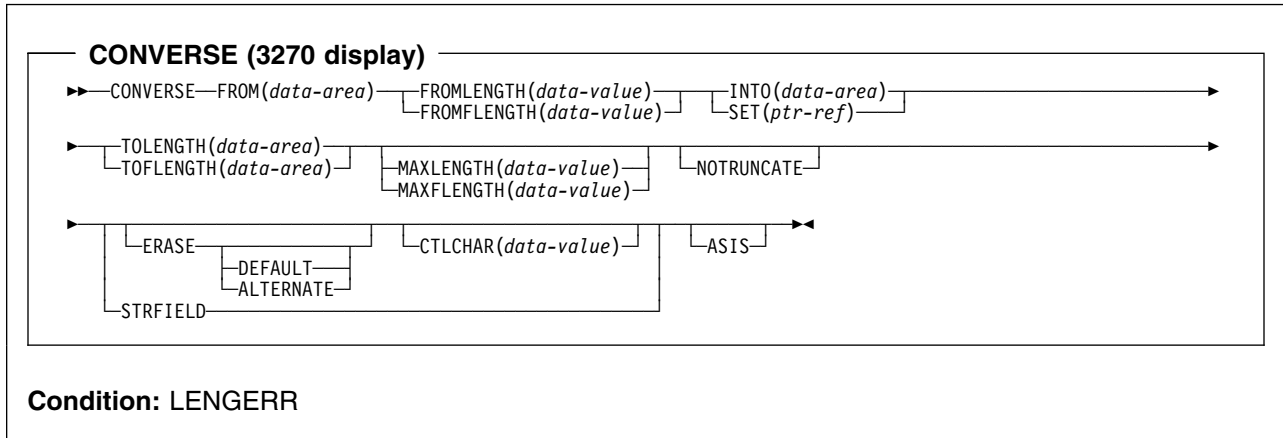 CONVERSE (3270 display)
CONVERSE FROM(data-area) FROMLENGTH(data-value) INTO(data-area)
FROMFLENGTH(data-value) SET(ptr-ref)
TOLENGTH(data-area)
TOFLENGTH(data-area) MAXLENGTH(data-value) NOTRUNCATE
MAXFLENGTH(data-value)
ERASE CTLCHAR(data-value) ASIS
DEFAULT
ALTERNATE
STRFIELD
Condition: LENGERR